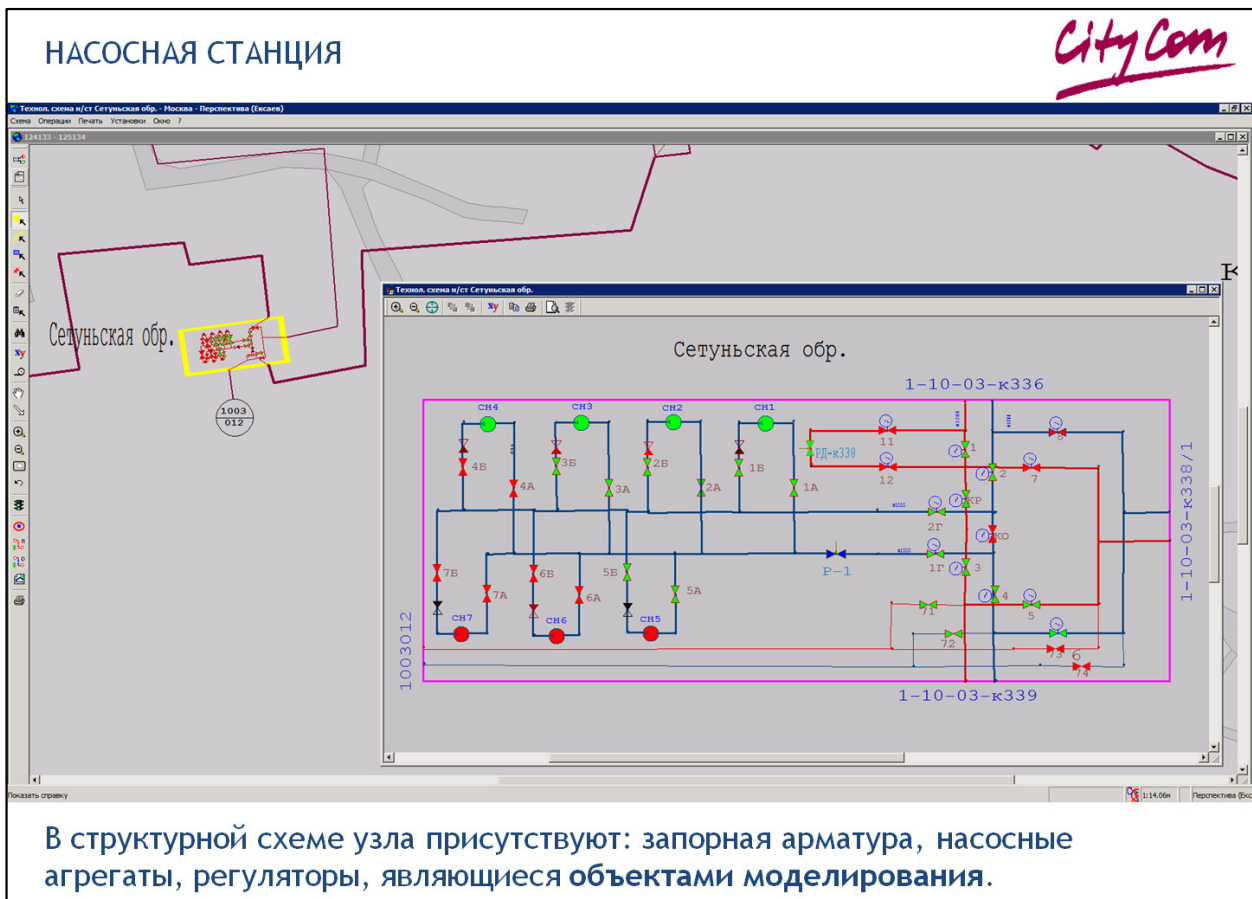 НАСОСНАЯ СТАНЦИЯ
CityCom
Технол. схема н/ст Сетуньская обр. - Москва - Перспектива (Ексаев)
Схема Операции Печать Установки Окно ?
124133 - 125134
К
Сетуньская обр.
1003
012
Технол. схема н/ст Сетуньская обр.
xy
Сетуньская обр.
1-10-03-к336
СН4 СН3 СН2 СН1
11 1 8
РД-к338
4Б 3Б 2Б 1Б
12 2 7
4А 3А 2А 1А
КР
2Г
КО
Р-1 1Г 3
7Б 6Б 5Б
7А 6А 5А
4
71 5
СН7 СН6 СН5
72
73 6
74
1003012
1-10-03-к338/1
1-10-03-к339
xy
Показать справку
1:14.06м
Перспектива (Екс
В структурной схеме узла присутствуют: запорная арматура, насосные
агрегаты, регуляторы, являющиеся объектами моделирования.